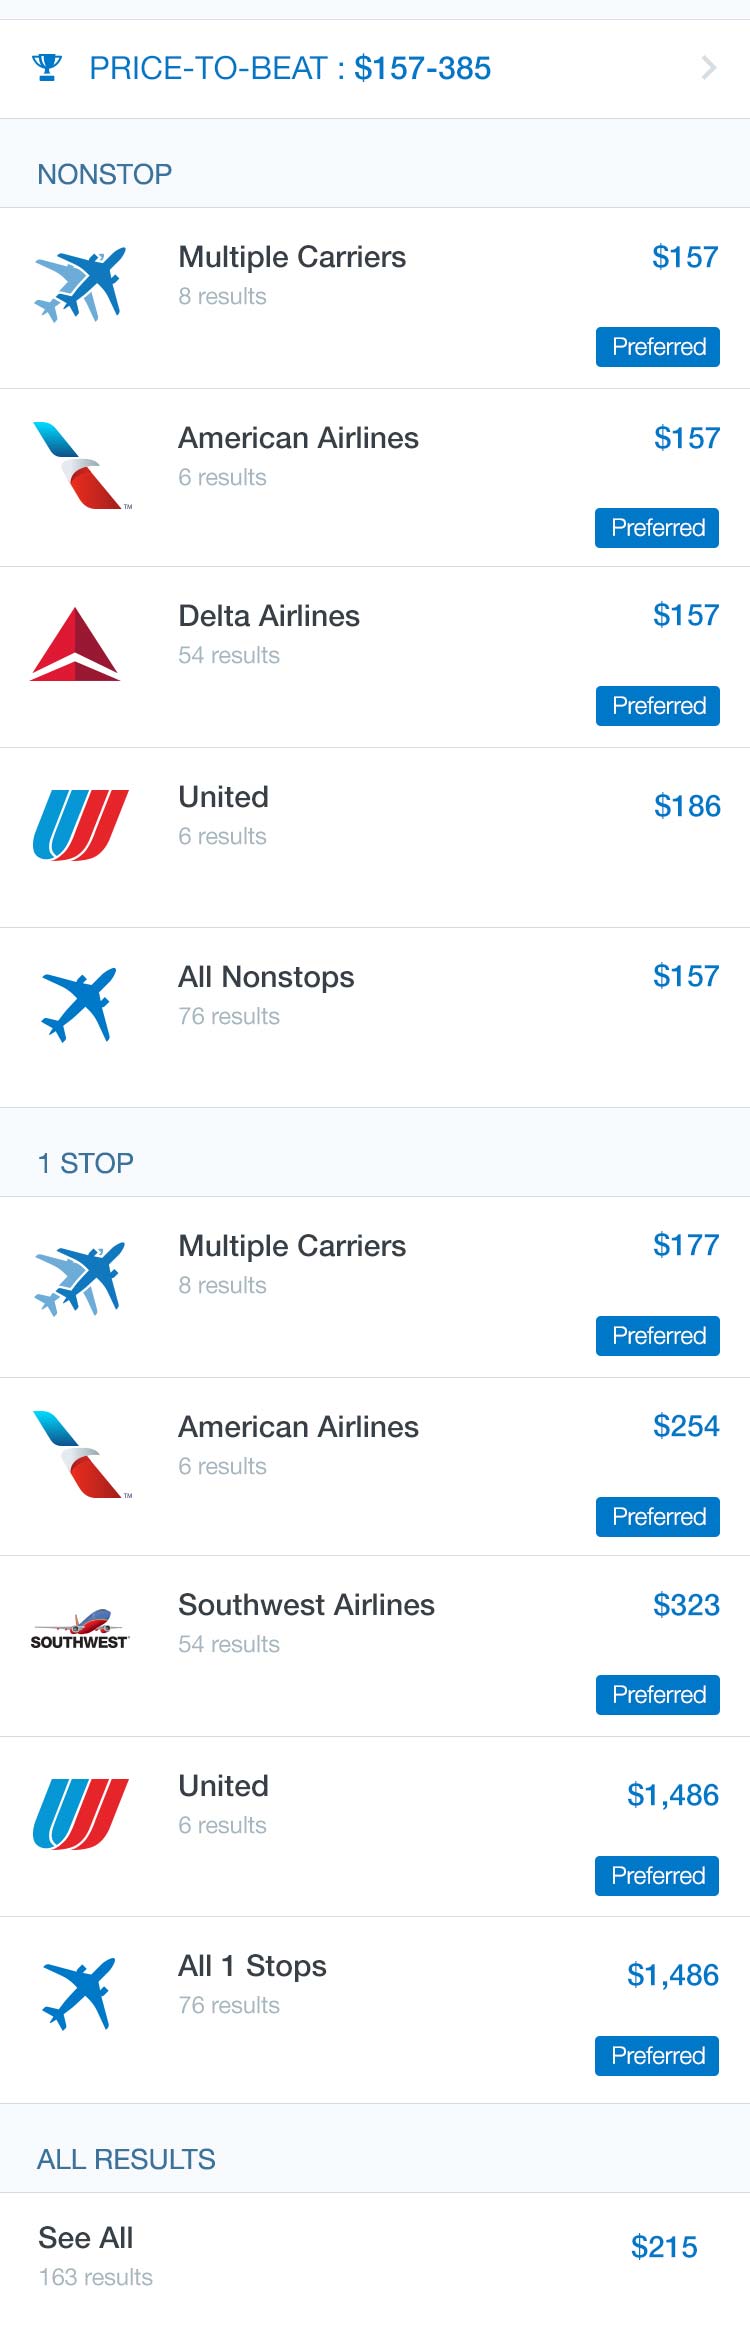 PRICE-TO-BEAT : $157-385
NONSTOP
Multiple Carriers
$157
8 results
Preferred
American Airlines
$157
6 results
TM
Preferred
Delta Airlines
$157
54 results
Preferred
United
$186
6 results
All Nonstops
$157
76 results
1 STOP
Multiple Carriers
$177
8 results
Preferred
American Airlines
$254
6 results
TM
Preferred
Southwest Airlines
$323
SOUTHWEST
54 results
Preferred
United
$1,486
6 results
Preferred
All 1 Stops
$1,486
76 results
Preferred
ALL RESULTS
See All
$215
163 results